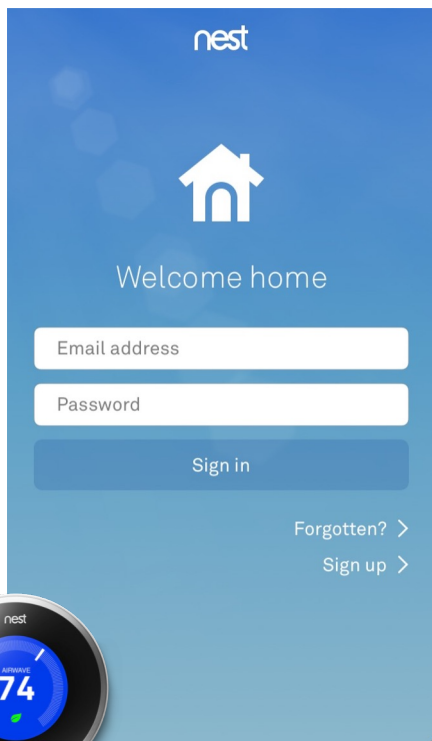 nest
Welcome home
Email address
Password
Sign in
Forgotten?
Sign up
nest
AIRWAVE
74